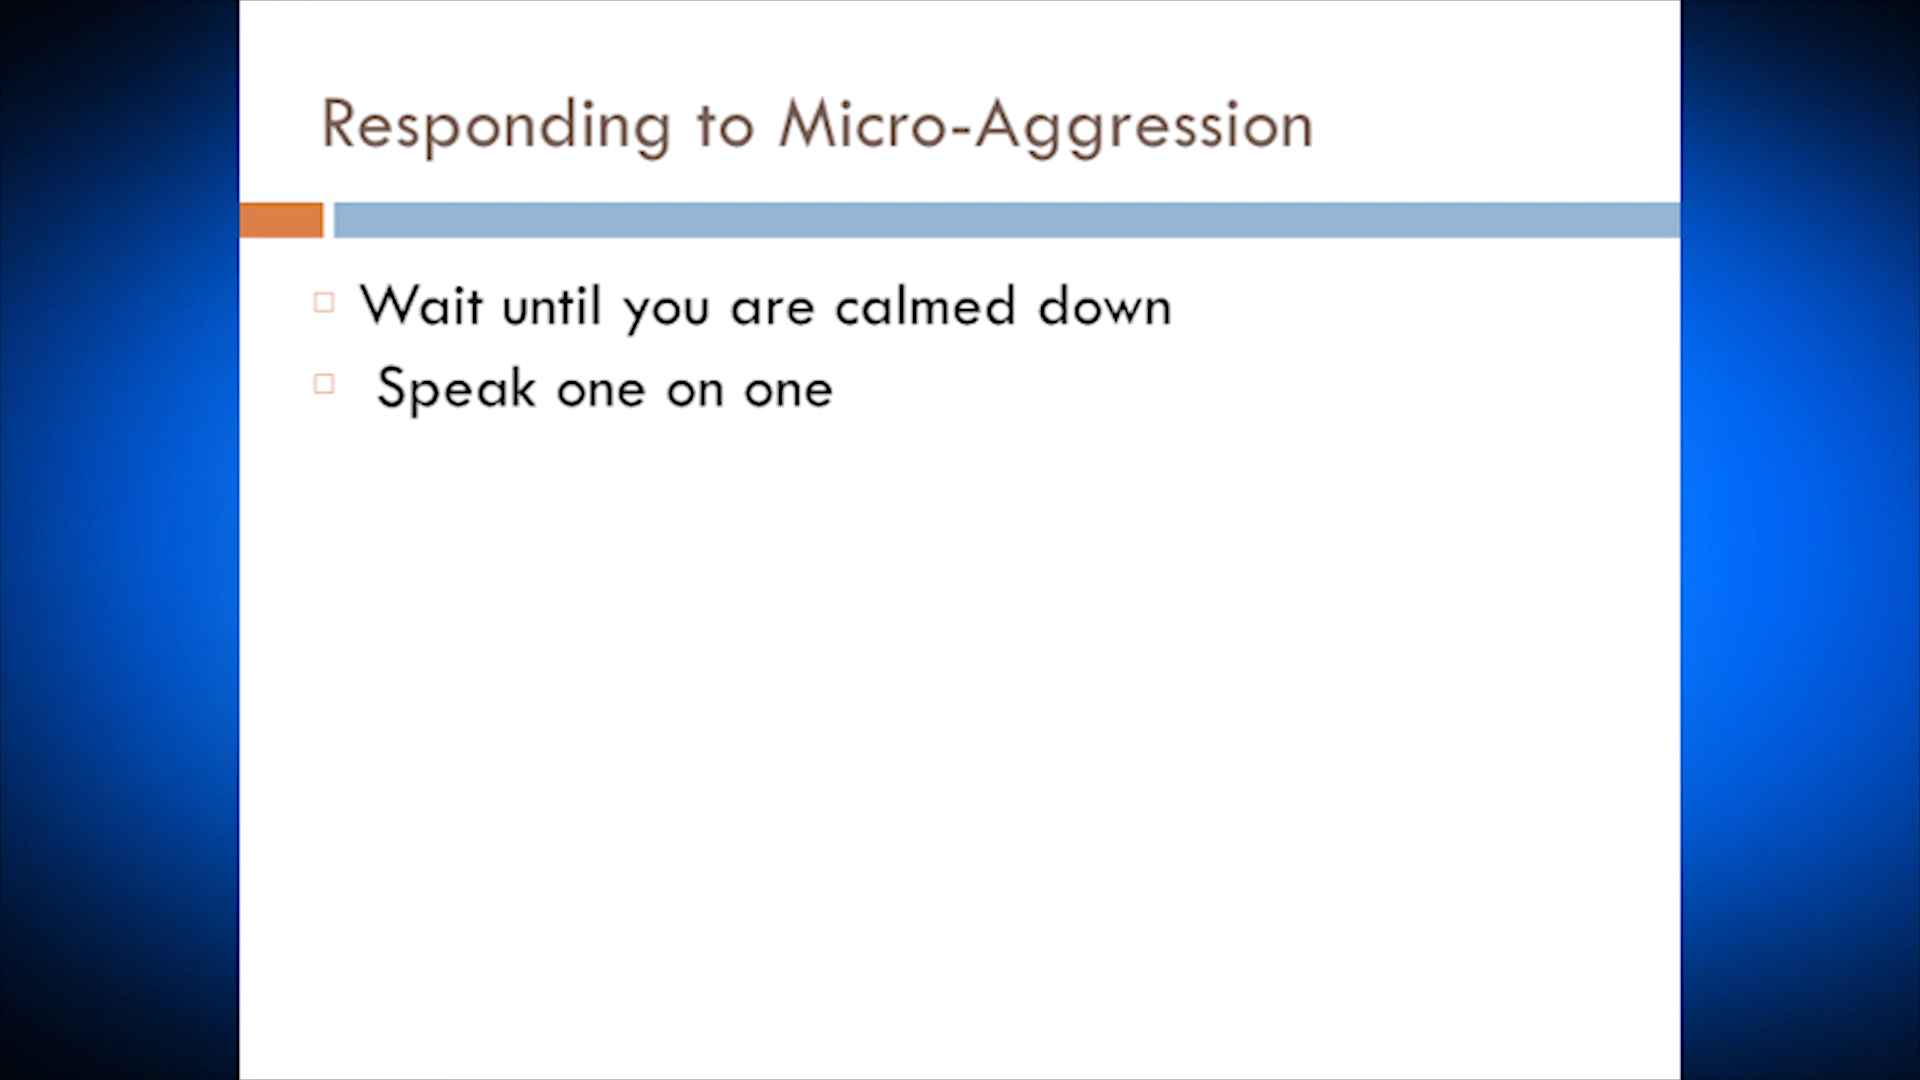 Responding to Micro-Aggression
Wait until you are calmed down
Speak one on one